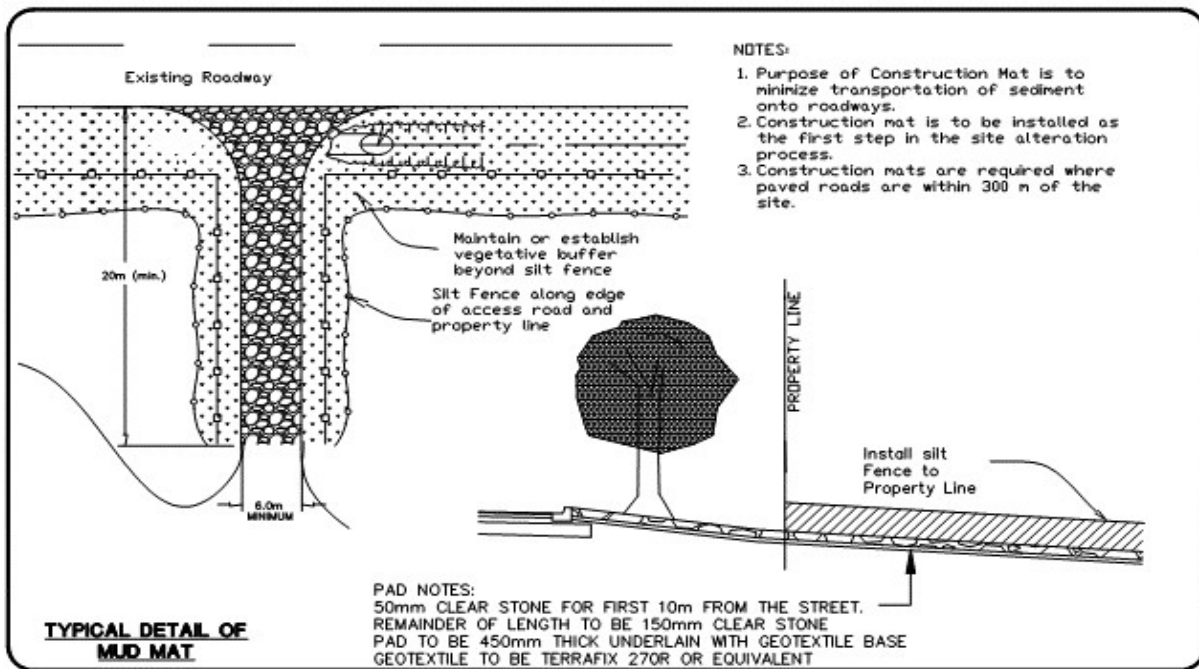 Existing Roadway
NOTES:
1. Purpose of Construction Mat is to
minimize transportation of sediment
onto roadways.
2. Construction mat is to be installed as
the first step in the site alteration
process.
3. Construction mats are required where
paved roads are within 300 m of the
site.
Maintain or establish
vegetative buffer
beyond silt fence
20m (min.)
Silt Fence along edge
of access road and
property line
PROPERTY LINE
Install silt
Fence to
Property Line
6.0m
MINIMUM
PAD NOTES:
50mm CLEAR STONE FOR FIRST 10m FROM THE STREET.
REMAINDER OF LENGTH TO BE 150mm CLEAR STONE
PAD TO BE 450mm THICK UNDERLAIN WITH GEOTEXTILE BASE
GEOTEXTILE TO BE TERRAFIX 270R OR EQUIVALENT
TYPICAL DETAIL OF
MUD MAT